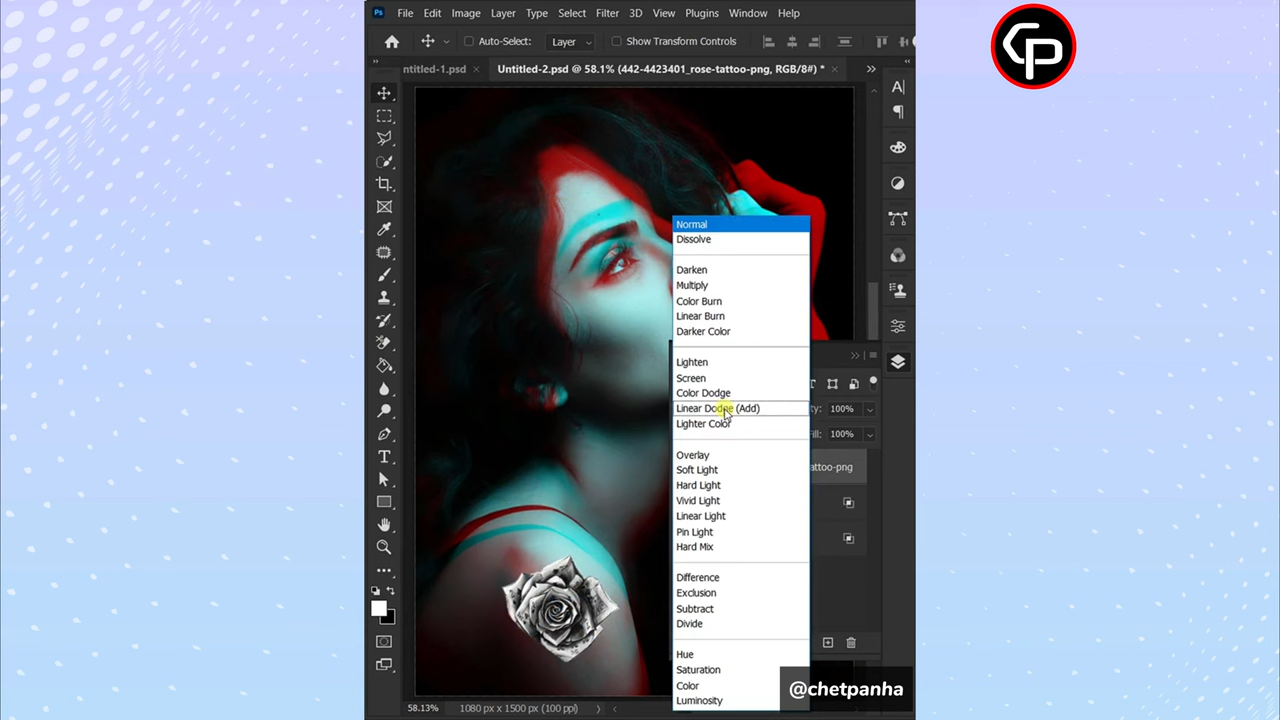 Ps File Edit Image Layer Type Select Filter 3D View Plugins Window Help
Auto-Select: Layer Show Transform Controls
ntitled-1.psd × Untitled-2.psd @ 58.1% (442-4423401_rose-tattoo-png, RGB/8#) * ×
CP
Normal
Dissolve
Darken
Multiply
Color Burn
Linear Burn
Darker Color
Lighten
Screen
Color Dodge
Linear Dodge (Add)
ty: 100%
Lighter Color
ill: 100%
Overlay
attoo-png
Soft Light
Hard Light
Vivid Light
Linear Light
Pin Light
Hard Mix
Difference
Exclusion
Subtract
Divide
Hue
Saturation
Color
Luminosity
@chetpanha
58.13% 1080 px x 1500 px (100 ppi)